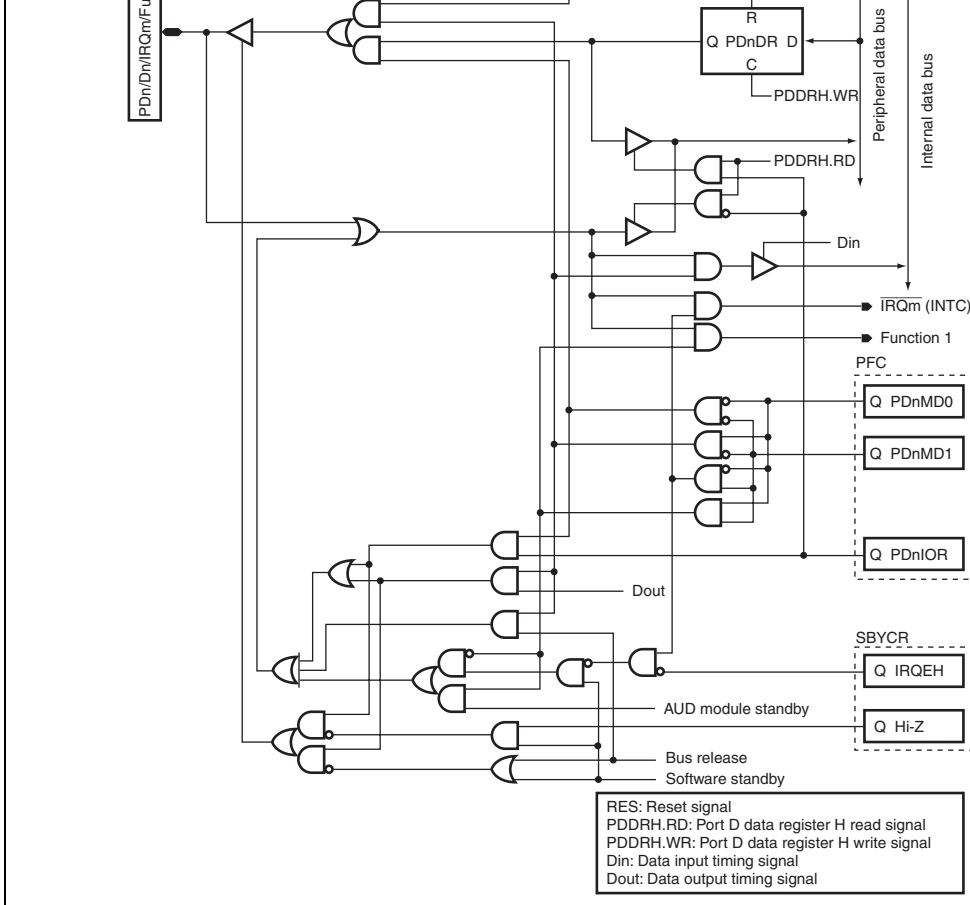 PDn/Dn/IRQm/Fu
R
Q PDnDR D
C
PDDRH.WR
Peripheral data bus
Internal data bus
PDDRH.RD
Din
IRQm (INTC)
Function 1
PFC
Q PDnMD0
Q PDnMD1
Q PDnIOR
Dout
SBYCR
Q IRQEH
AUD module standby
Q Hi-Z
Bus release
Software standby
RES: Reset signal
PDDRH.RD: Port D data register H read signal
PDDRH.WR: Port D data register H write signal
Din: Data input timing signal
Dout: Data output timing signal